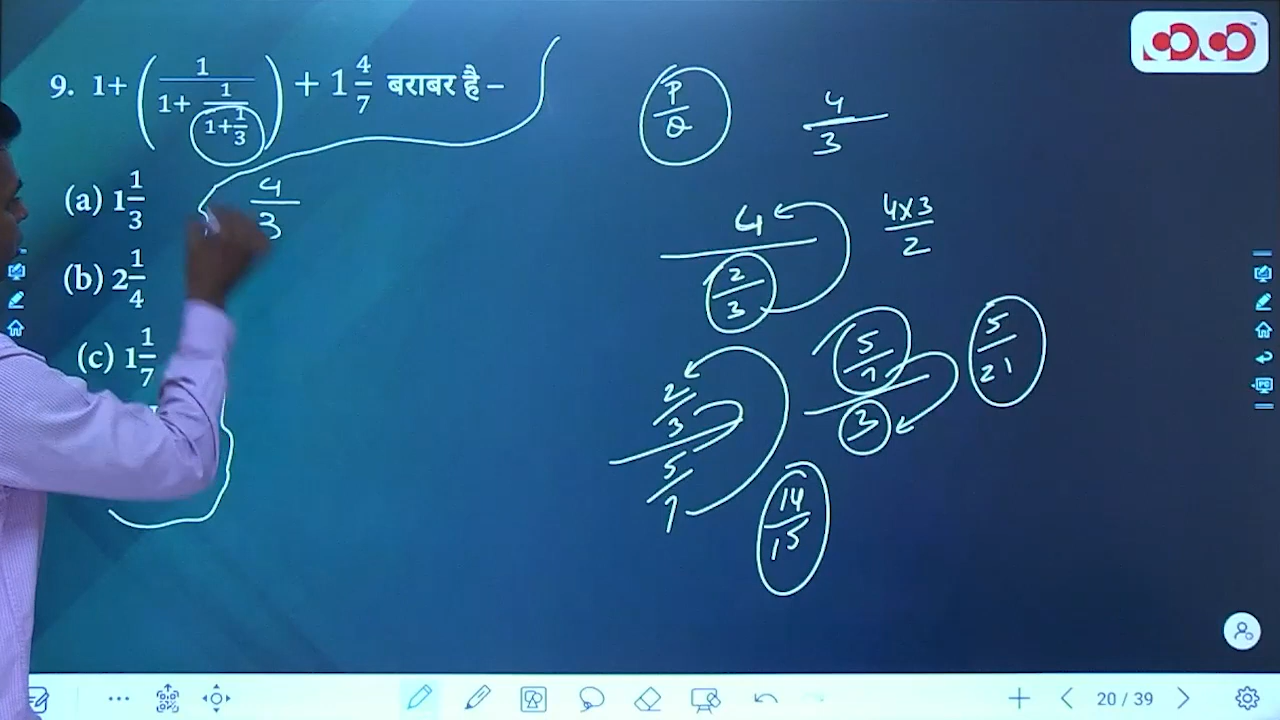 9. 1+ (1/(1+ 1/(1+1/3))) + 1 4/7 बराबर है –
(a) 1 1/3
(b) 2 1/4
(c) 1 1/7
4/3
P/Q
4/3
4/(2/3)
4×3/2
(2/3)/(5/7)
14/15
(5/7)/3
5/21
20 / 39